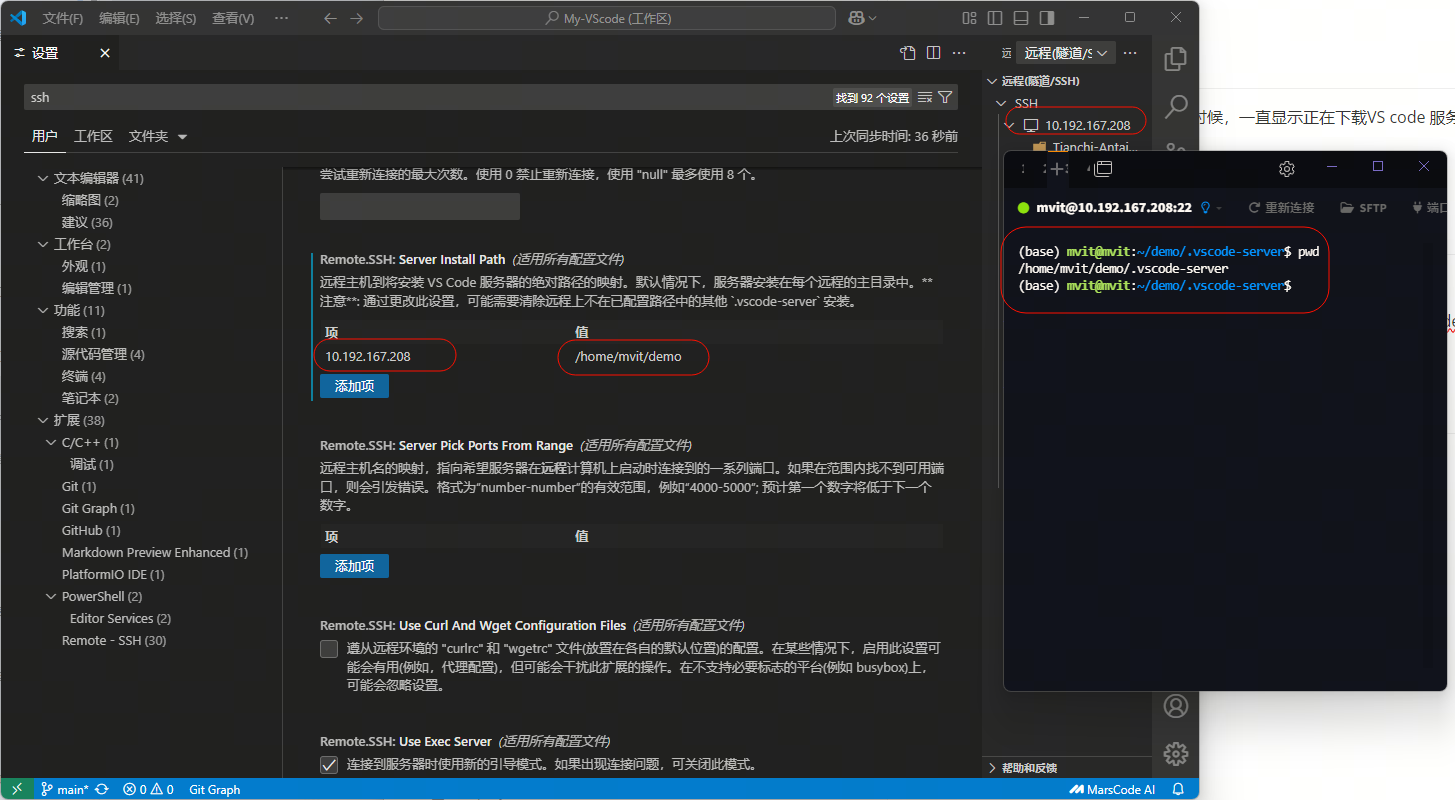 文件(F) 编辑(E) 选择(S) 查看(V) ··· My-VScode (工作区)
设置
ssh 找到 92 个设置
用户 工作区 文件夹 上次同步时间: 36 秒前
文本编辑器 (41)
缩略图 (2)
建议 (36)
工作台 (2)
外观 (1)
编辑管理 (1)
功能 (11)
搜索 (1)
源代码管理 (4)
终端 (4)
笔记本 (2)
扩展 (38)
C/C++ (1)
调试 (1)
Git (1)
Git Graph (1)
GitHub (1)
Markdown Preview Enhanced (1)
PlatformIO IDE (1)
PowerShell (2)
Editor Services (2)
Remote - SSH (30)
尝试重新连接的最大次数。使用 0 禁止重新连接，使用 "null" 最多使用 8 个。
Remote.SSH: Server Install Path (适用所有配置文件)
远程主机到将安装 VS Code 服务器的绝对路径的映射。默认情况下，服务器安装在每个远程的主目录中。**
注意**: 通过更改此设置，可能需要清除远程上不在已配置路径中的其他 `.vscode-server` 安装。
项 值
10.192.167.208 /home/mvit/demo
添加项
Remote.SSH: Server Pick Ports From Range (适用所有配置文件)
远程主机名的映射，指向希望服务器在远程计算机上启动时连接到的一系列端口。如果在范围内找不到可用端
口，则会引发错误。格式为“number-number”的有效范围，例如“4000-5000”; 预计第一个数字将低于下一个
数字。
项 值
添加项
Remote.SSH: Use Curl And Wget Configuration Files (适用所有配置文件)
遵从远程环境的 "curlrc" 和 "wgetrc" 文件(放置在各自的默认位置)的配置。在某些情况下，启用此设置可
能会有用(例如，代理配置)，但可能会干扰此扩展的操作。在不支持必要标志的平台(例如 busybox)上，
可能会忽略设置。
Remote.SSH: Use Exec Server (适用所有配置文件)
连接到服务器时使用新的引导模式。如果出现连接问题，可关闭此模式。
远 远程(隧道/S
远程(隧道/SSH)
SSH
10.192.167.208
Tianchi-Antai...
帮助和反馈
时候，一直显示正在下载VS code 服务
mvit@10.192.167.208:22 重新连接 SFTP 端口
(base) mvit@mvit:~/demo/.vscode-server$ pwd
/home/mvit/demo/.vscode-server
(base) mvit@mvit:~/demo/.vscode-server$
main* 0 0 Git Graph MarsCode AI